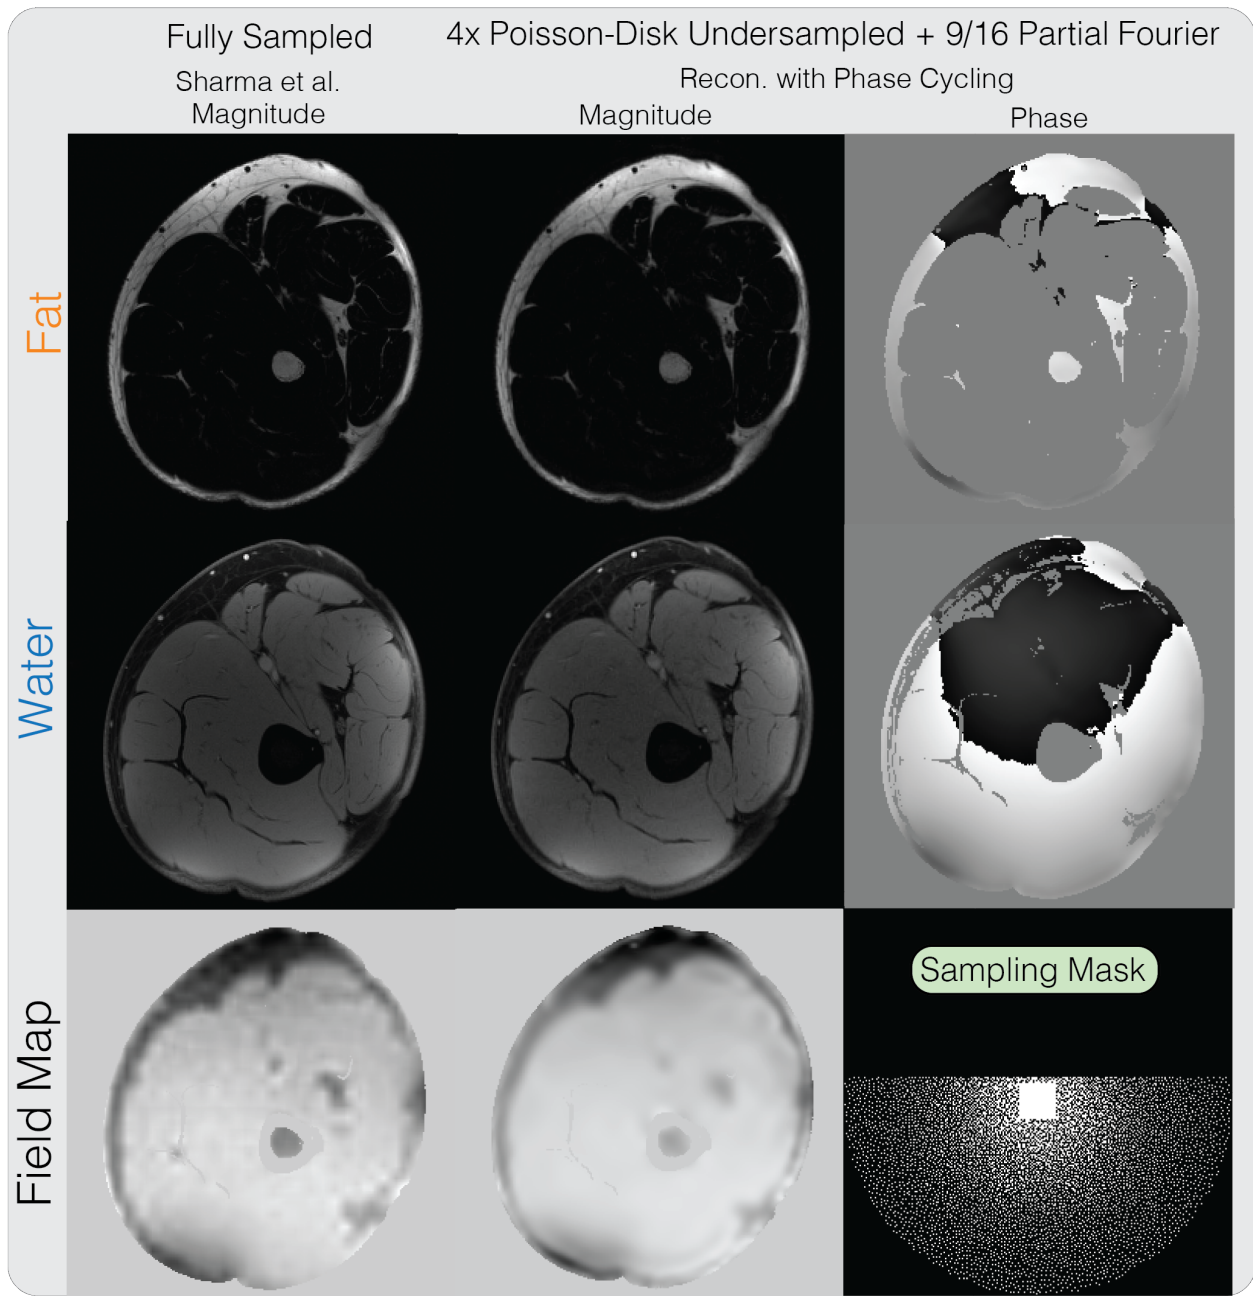 Fully Sampled
4x Poisson-Disk Undersampled + 9/16 Partial Fourier
Sharma et al.
Magnitude
Recon. with Phase Cycling
Magnitude
Phase
Fat
Water
Field Map
Sampling Mask